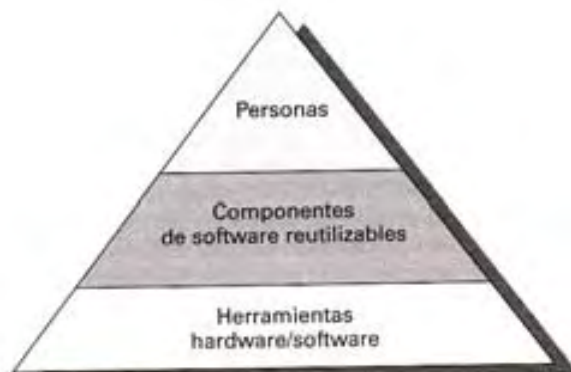 Personas
Componentes
de software reutilizables
Herramientas
hardware/software